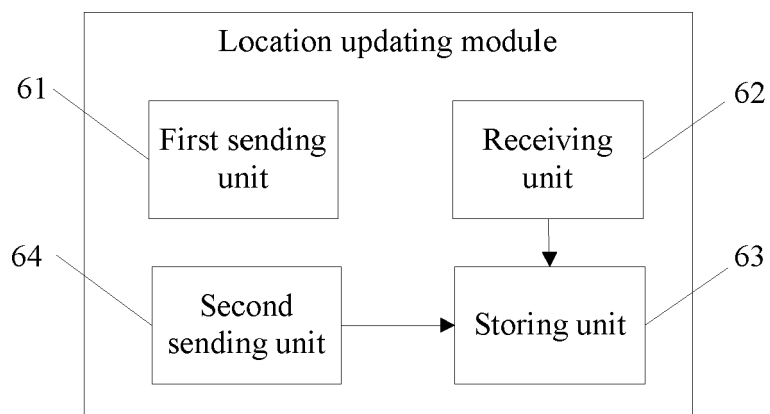 Location updating module
61
First sending
unit
62
Receiving
unit
64
Second
sending unit
63
Storing unit